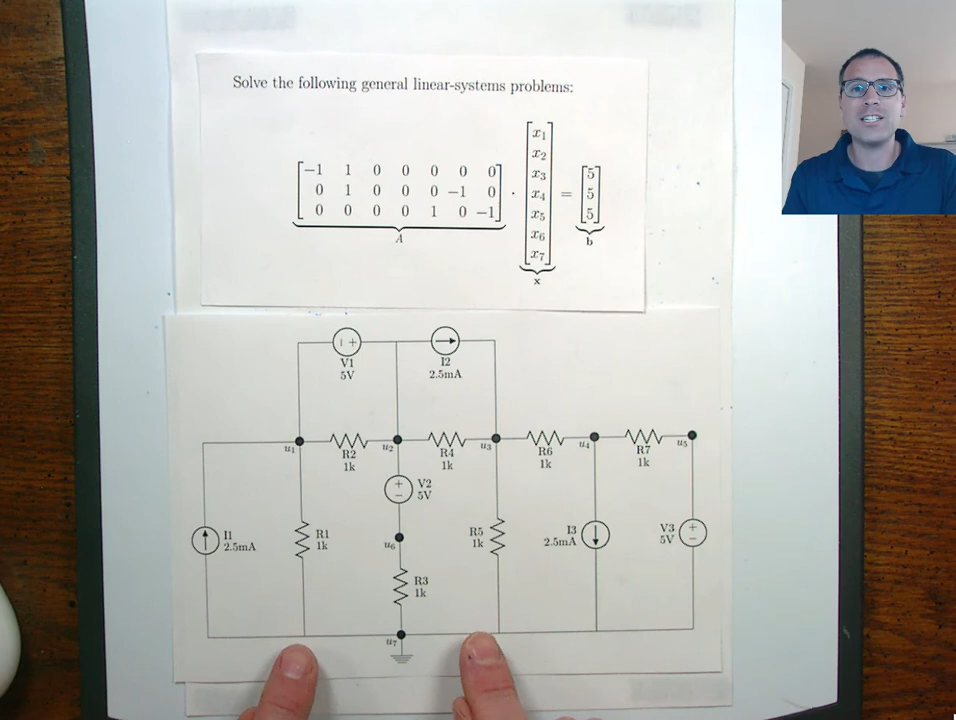 Solve the following general linear-systems problems:
−1 1 0 0 0 0 0
0 1 0 0 0 −1 0
0 0 0 0 1 0 −1
A
·
x1
x2
x3
x4
x5
x6
x7
x
=
5
5
5
b
V1
5V
I2
2.5mA
u1
R2
1k
u2
R4
1k
u3
R6
1k
u4
R7
1k
u5
V2
5V
I1
2.5mA
R1
1k
u6
R5
1k
I3
2.5mA
V3
5V
R3
1k
u7